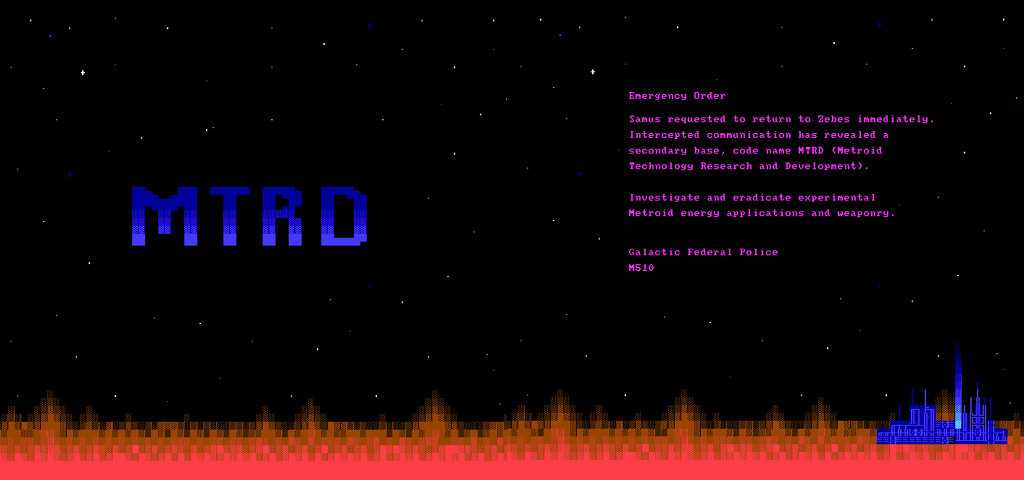 MTRD
Emergency Order
Samus requested to return to Zebes immediately.
Intercepted communication has revealed a
secondary base, code name MTRD (Metroid
Technology Research and Development).
Investigate and eradicate experimental
Metroid energy applications and weaponry.
Galactic Federal Police
M510